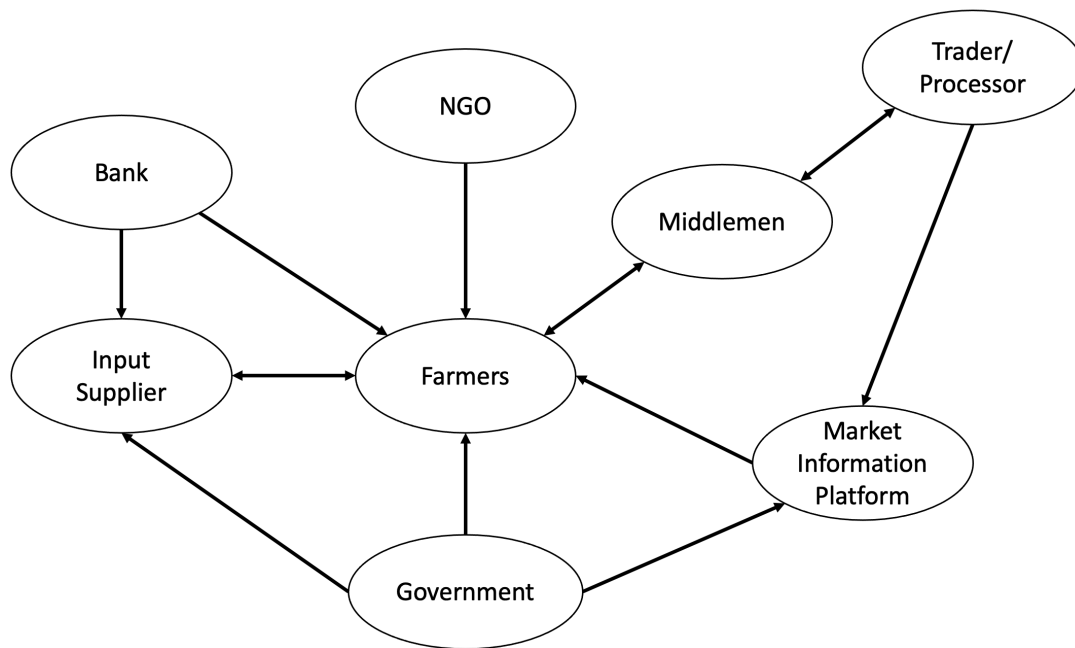 Trader/
Processor
NGO
Bank
Middlemen
Input
Supplier
Farmers
Market
Information
Platform
Government